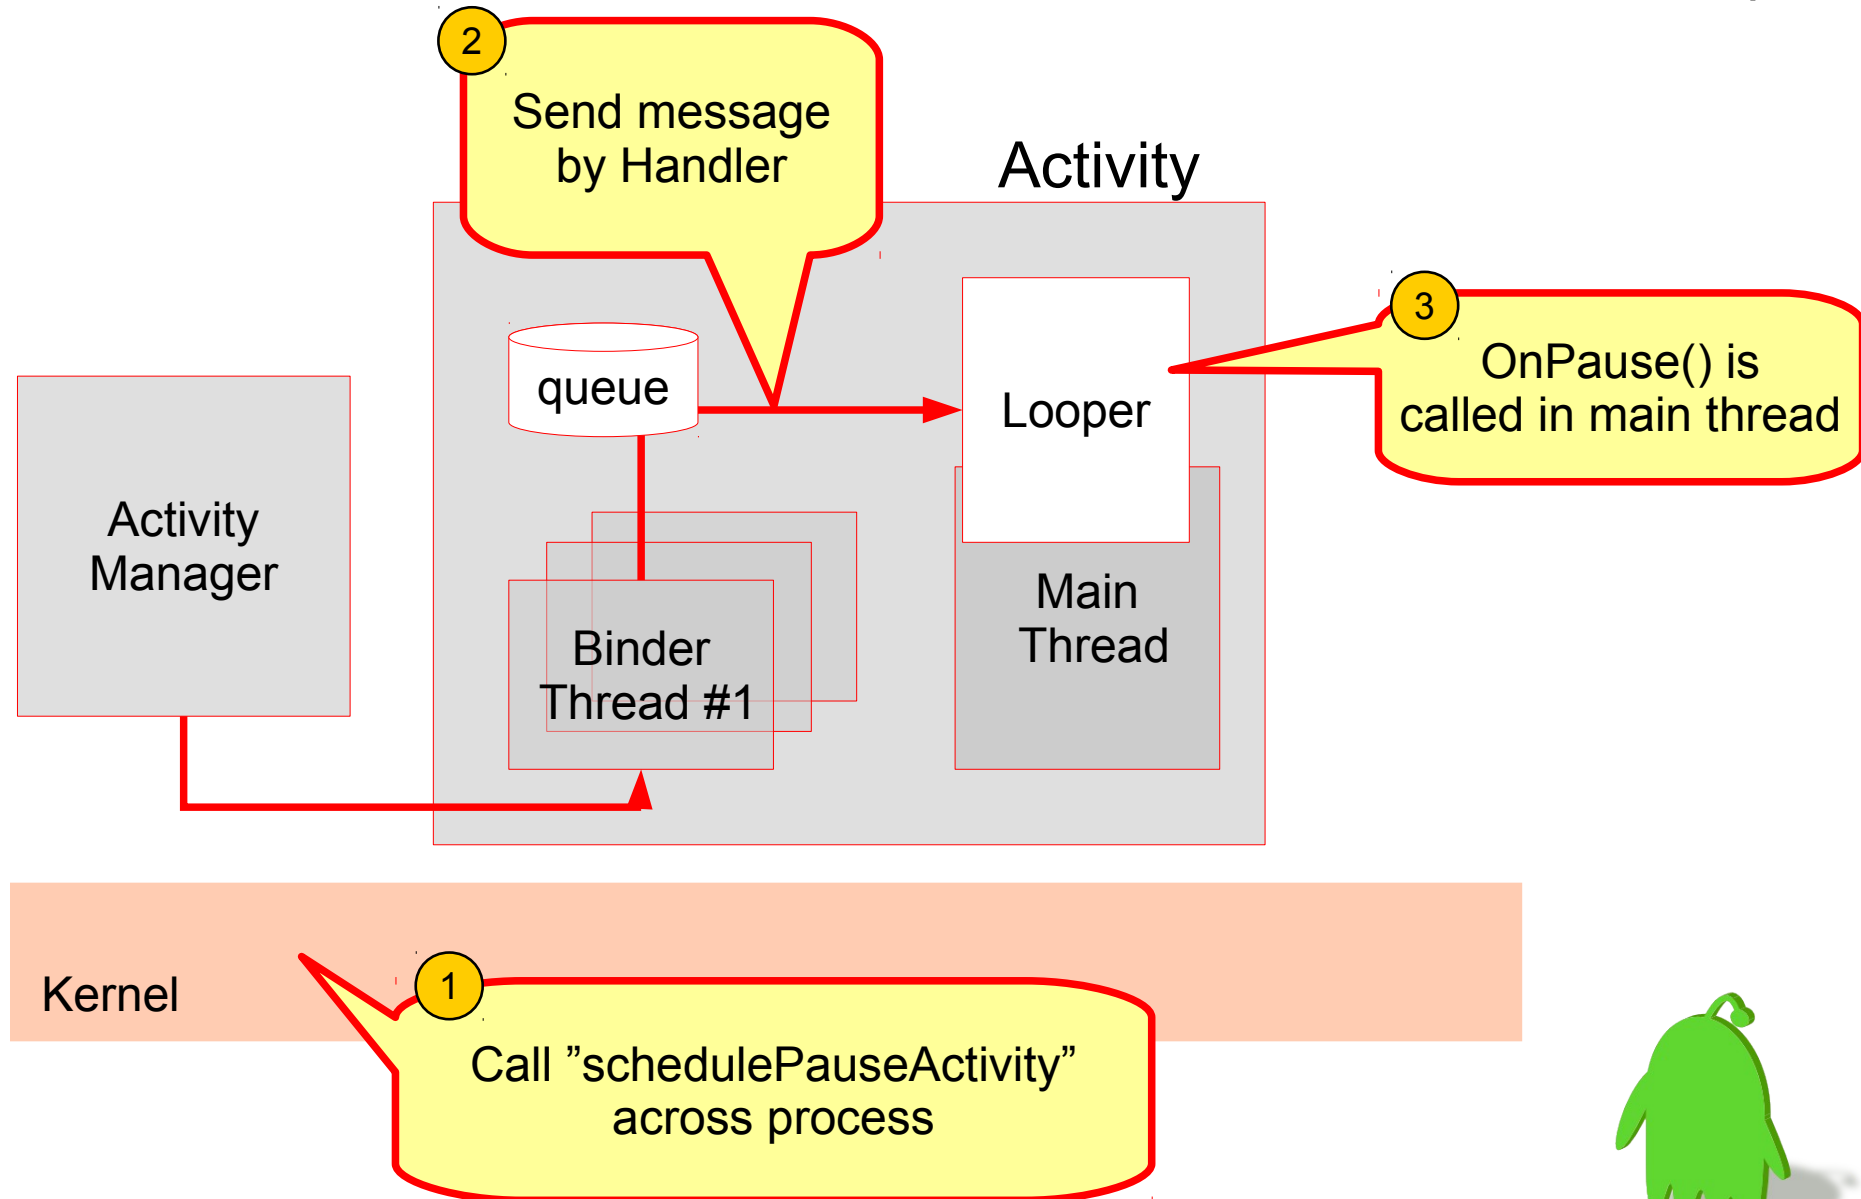 2
Send message
by Handler
Activity
3
OnPause() is
called in main thread
queue
Looper
Activity
Manager
Main
Thread
Binder
Thread #1
Kernel
1
Call ”schedulePauseActivity”
across process